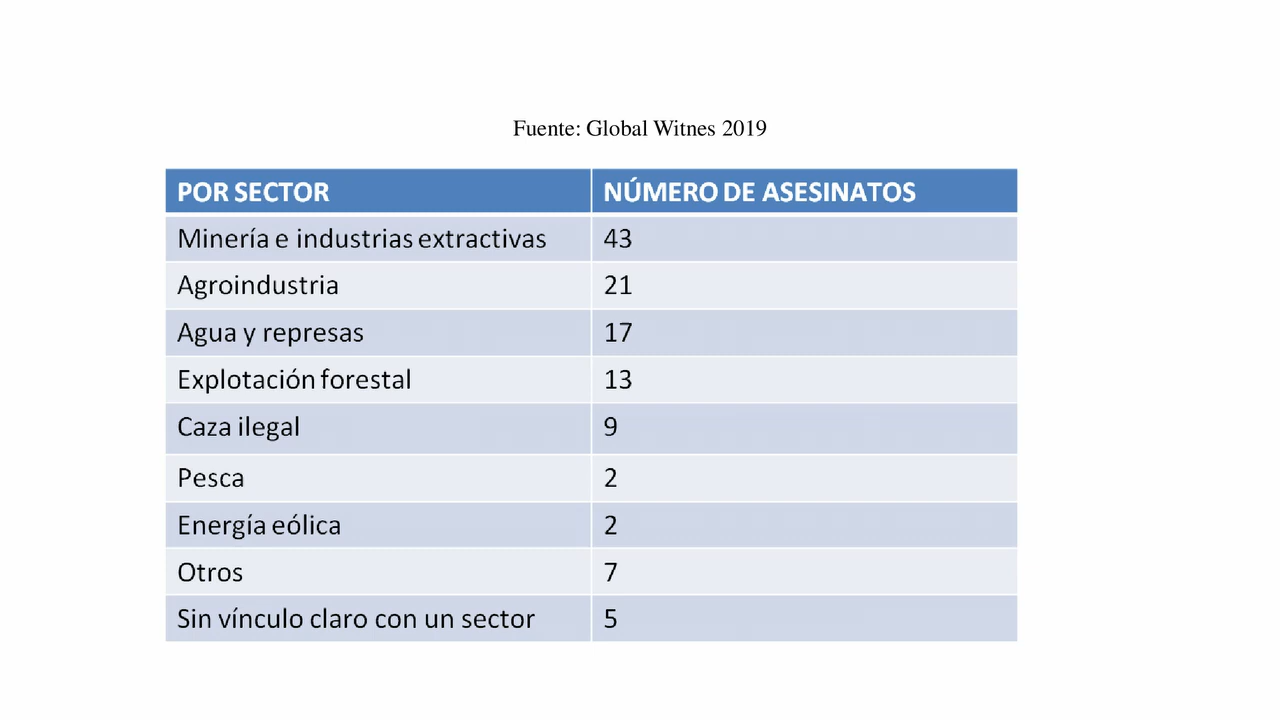 Fuente: Global Witnes 2019
POR SECTOR NÚMERO DE ASESINATOS
Minería e industrias extractivas 43
Agroindustria 21
Agua y represas 17
Explotación forestal 13
Caza ilegal 9
Pesca 2
Energía eólica 2
Otros 7
Sin vínculo claro con un sector 5